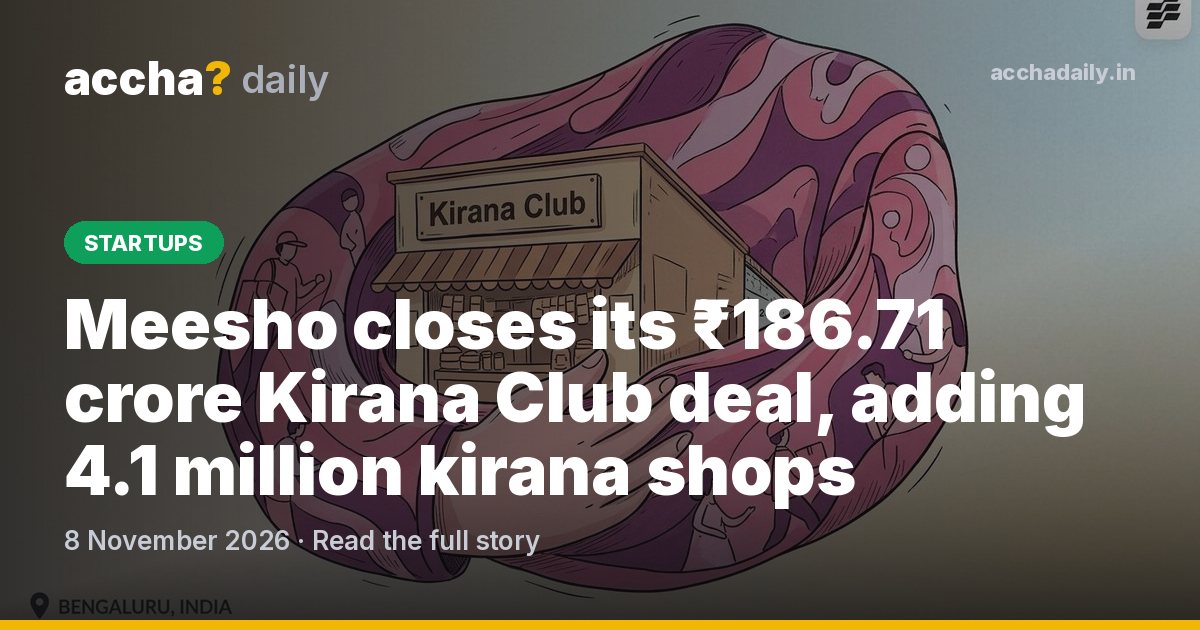 accha? daily
acchadaily.in
Kirana Club
STARTUPS
Meesho closes its ₹186.71
crore Kirana Club deal, adding
4.1 million kirana shops
8 November 2026 · Read the full story
BENGALURU, INDIA